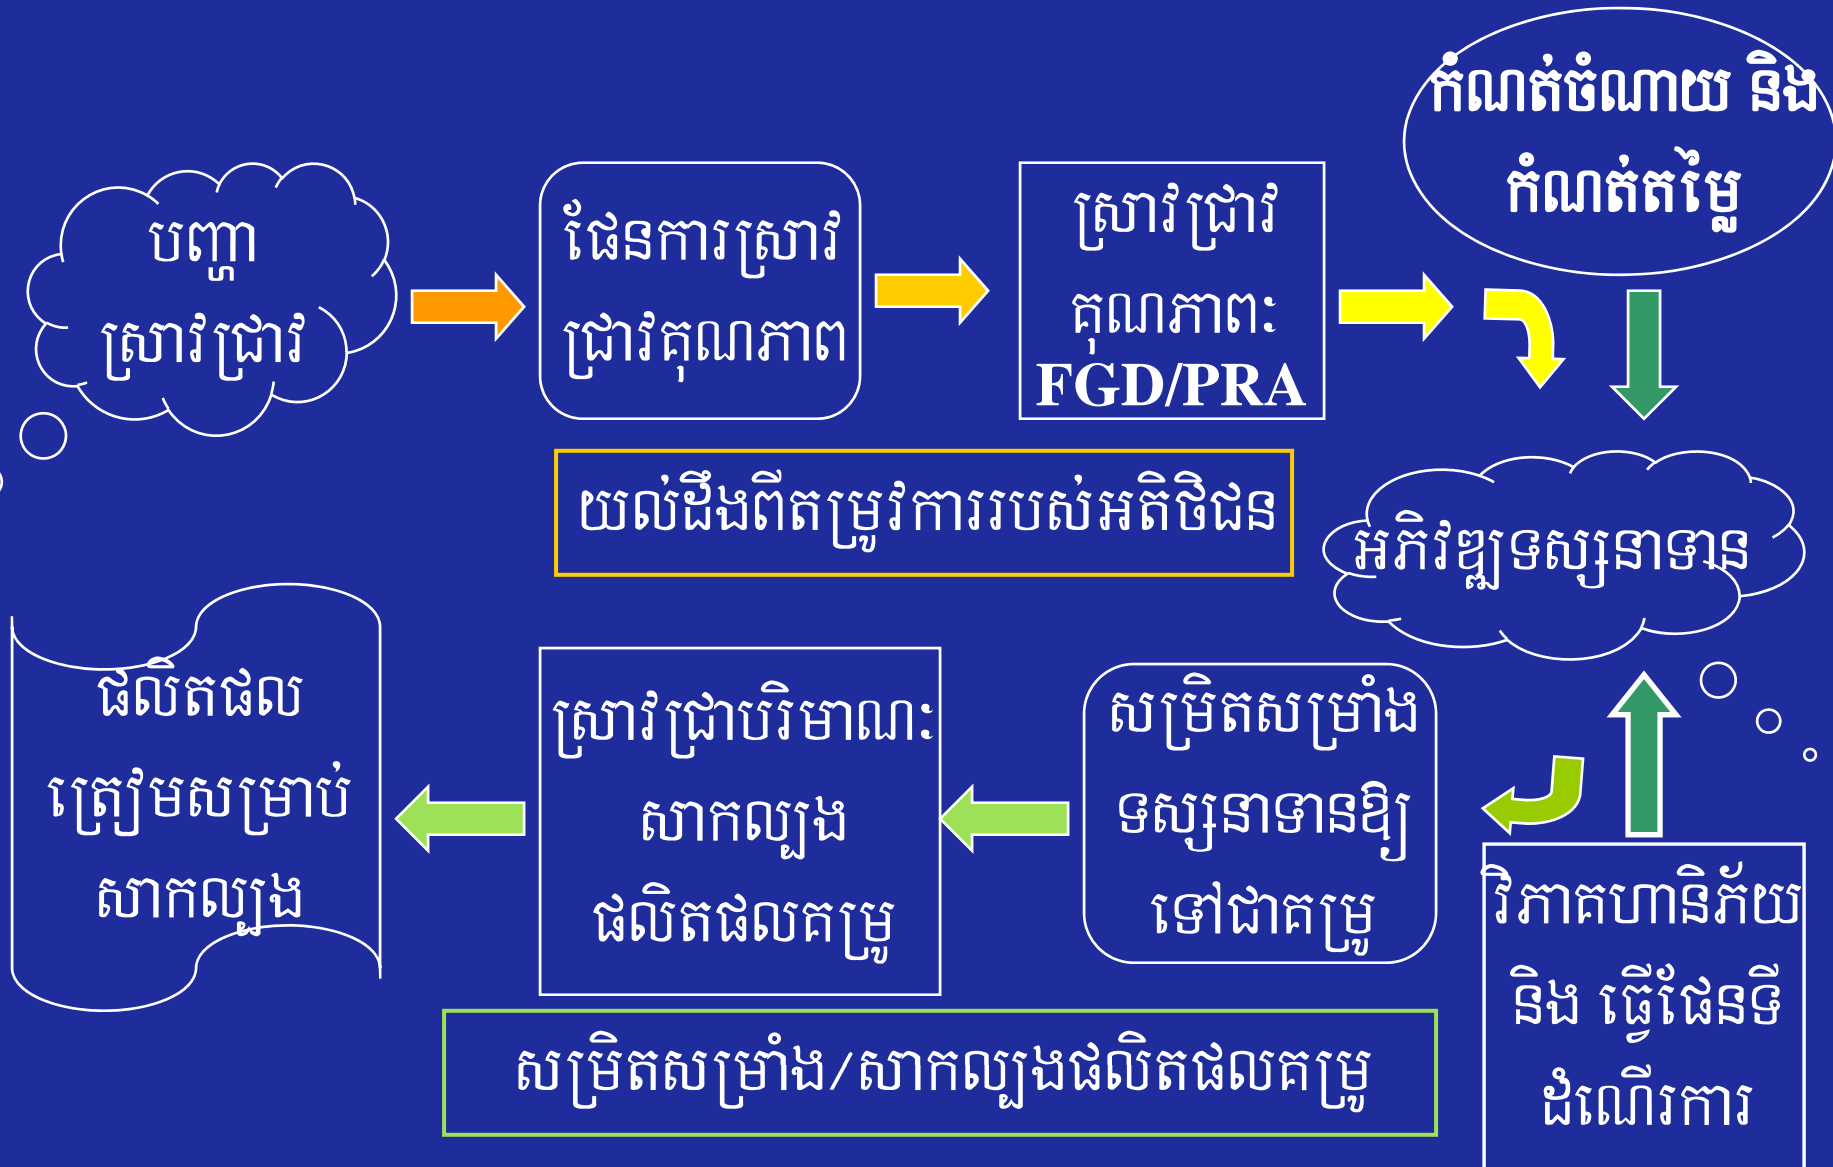 កំណត់ចំណាយ និង
កំណត់តម្លៃ
បញ្ហា
ស្រាវជ្រាវ
ផែនការស្រាវ
ជ្រាវគុណភាព
ស្រាវជ្រាវ
គុណភាព:
FGD/PRA
យល់ដឹងពីតម្រូវការរបស់អតិថិជន
អភិវឌ្ឍទស្សនាទាន
ផលិតផល
ត្រៀមសម្រាប់
សាកល្បង
ស្រាវជ្រាបរិមាណ:
សាកល្បង
ផលិតផលគម្រូ
សម្រិតសម្រាំង
ទស្សនាទានឱ្យ
ទៅជាគម្រូ
វិភាគហានិភ័យ
និង ធ្វើផែនទី
ដំណើរការ
សម្រិតសម្រាំង/សាកល្បងផលិតផលគម្រូ